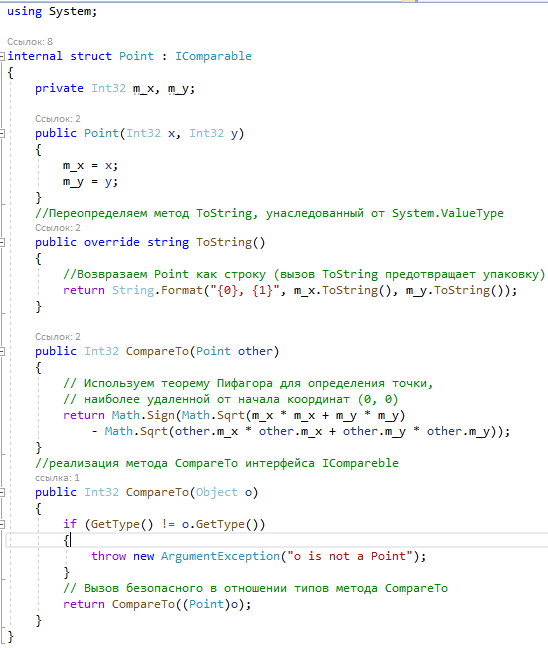 using System;
Ссылок: 8
internal struct Point : IComparable
{
private Int32 m_x, m_y;
Ссылок: 2
public Point(Int32 x, Int32 y)
{
m_x = x;
m_y = y;
}
//Переопределяем метод ToString, унаследованный от System.ValueType
Ссылок: 2
public override string ToString()
{
//Возвразаем Point как строку (вызов ToString предотвращает упаковку)
return String.Format("{0}, {1}", m_x.ToString(), m_y.ToString());
}
Ссылок: 2
public Int32 CompareTo(Point other)
{
// Используем теорему Пифагора для определения точки,
// наиболее удаленной от начала координат (0, 0)
return Math.Sign(Math.Sqrt(m_x * m_x + m_y * m_y)
- Math.Sqrt(other.m_x * other.m_x + other.m_y * other.m_y));
}
//реализация метода CompareTo интерфейса ICompareble
ссылка: 1
public Int32 CompareTo(Object o)
{
if (GetType() != o.GetType())
{
throw new ArgumentException("o is not a Point");
}
// Вызов безопасного в отношении типов метода CompareTo
return CompareTo((Point)o);
}
}